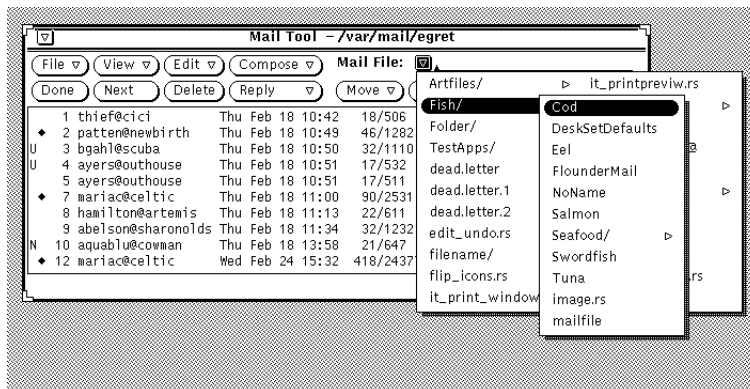 Mail Tool - /var/mail/egret
File View Edit Compose Mail File:
Done Next Delete Reply Move
1 thief@cici Thu Feb 18 10:42 18/506
2 patten@newbirth Thu Feb 18 10:49 46/1282
U 3 bgahl@scuba Thu Feb 18 10:50 32/1110
U 4 ayers@outhouse Thu Feb 18 10:51 17/532
5 ayers@outhouse Thu Feb 18 10:51 17/511
7 mariac@celtic Thu Feb 18 11:00 90/2531
8 hamilton@artemis Thu Feb 18 11:13 22/611
9 abelson@sharonolds Thu Feb 18 11:34 32/1232
N 10 aquablu@cowman Thu Feb 18 13:58 21/647
12 mariac@celtic Wed Feb 24 15:32 418/2437
Artfiles/ it_printpreviw.rs
Fish/
Folder/
TestApps/
dead.letter
dead.letter.1
dead.letter.2
edit_undo.rs
filename/
flip_icons.rs
it_print_window
Cod
DeskSetDefaults
Eel
FlounderMail
NoName
Salmon
Seafood/
Swordfish
Tuna
image.rs
mailfile
.rs